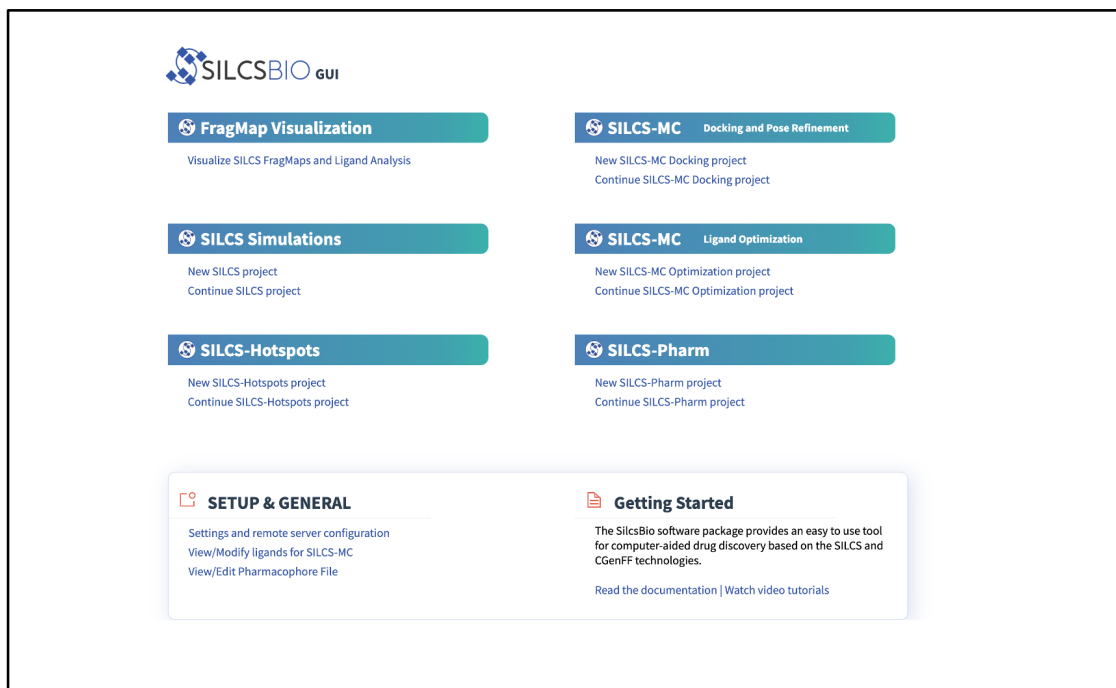 SILCSBIO GUI
FragMap Visualization
Visualize SILCS FragMaps and Ligand Analysis
SILCS-MC Docking and Pose Refinement
New SILCS-MC Docking project
Continue SILCS-MC Docking project
SILCS Simulations
New SILCS project
Continue SILCS project
SILCS-MC Ligand Optimization
New SILCS-MC Optimization project
Continue SILCS-MC Optimization project
SILCS-Hotspots
New SILCS-Hotspots project
Continue SILCS-Hotspots project
SILCS-Pharm
New SILCS-Pharm project
Continue SILCS-Pharm project
SETUP & GENERAL
Settings and remote server configuration
View/Modify ligands for SILCS-MC
View/Edit Pharmacophore File
Getting Started
The SilcsBio software package provides an easy to use tool
for computer-aided drug discovery based on the SILCS and
CGenFF technologies.
Read the documentation | Watch video tutorials